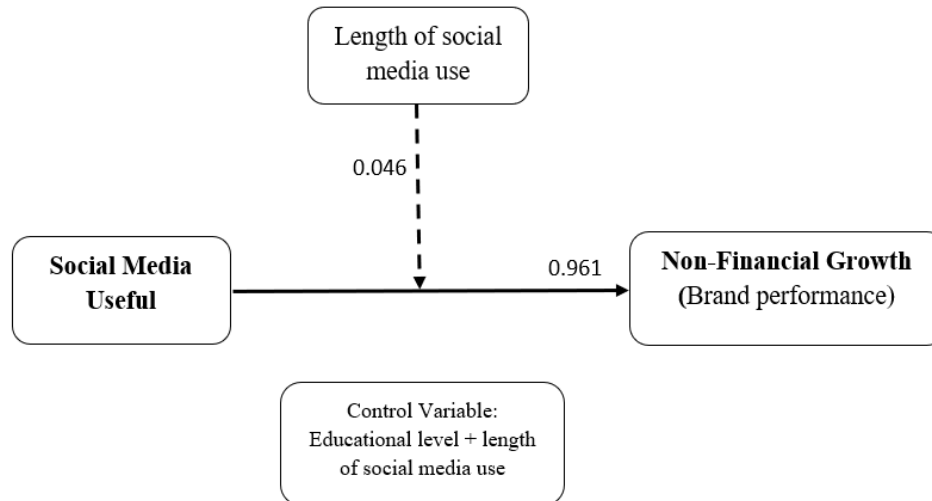 Length of social
media use
0.046
Social Media
Useful
0.961
Non-Financial Growth
(Brand performance)
Control Variable:
Educational level + length
of social media use